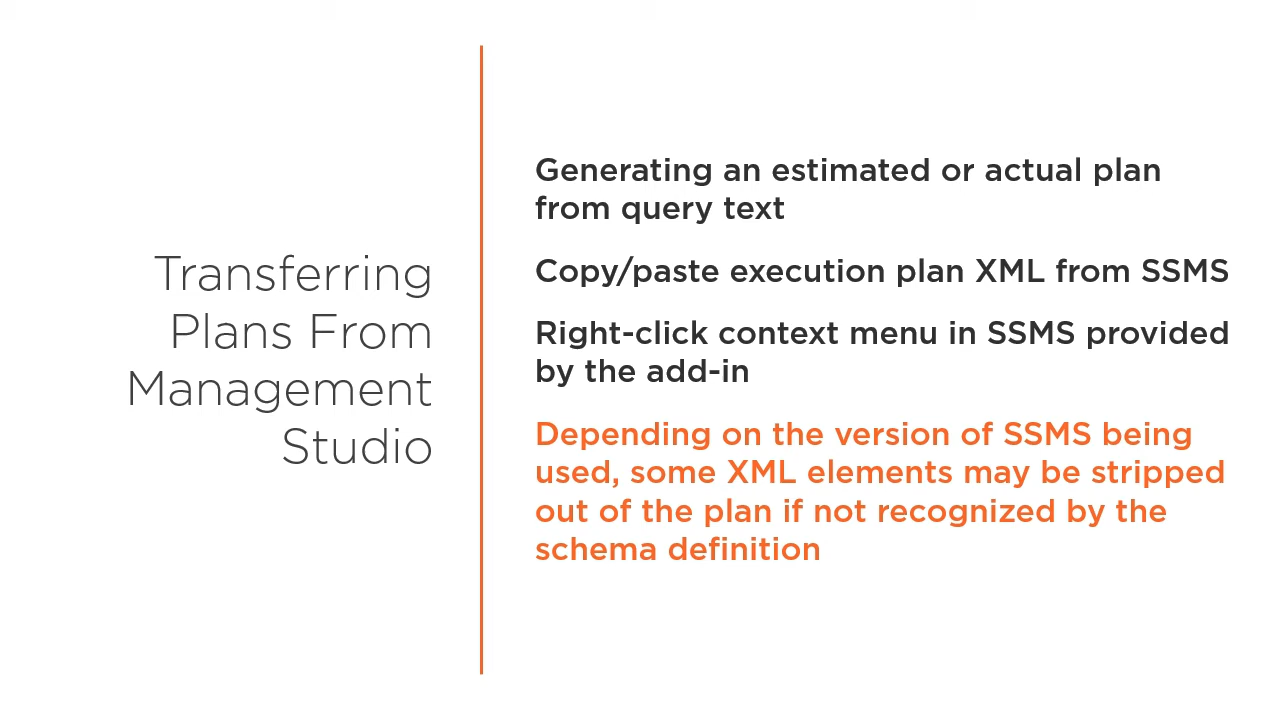 Transferring
Plans From
Management
Studio
Generating an estimated or actual plan
from query text
Copy/paste execution plan XML from SSMS
Right-click context menu in SSMS provided
by the add-in
Depending on the version of SSMS being
used, some XML elements may be stripped
out of the plan if not recognized by the
schema definition